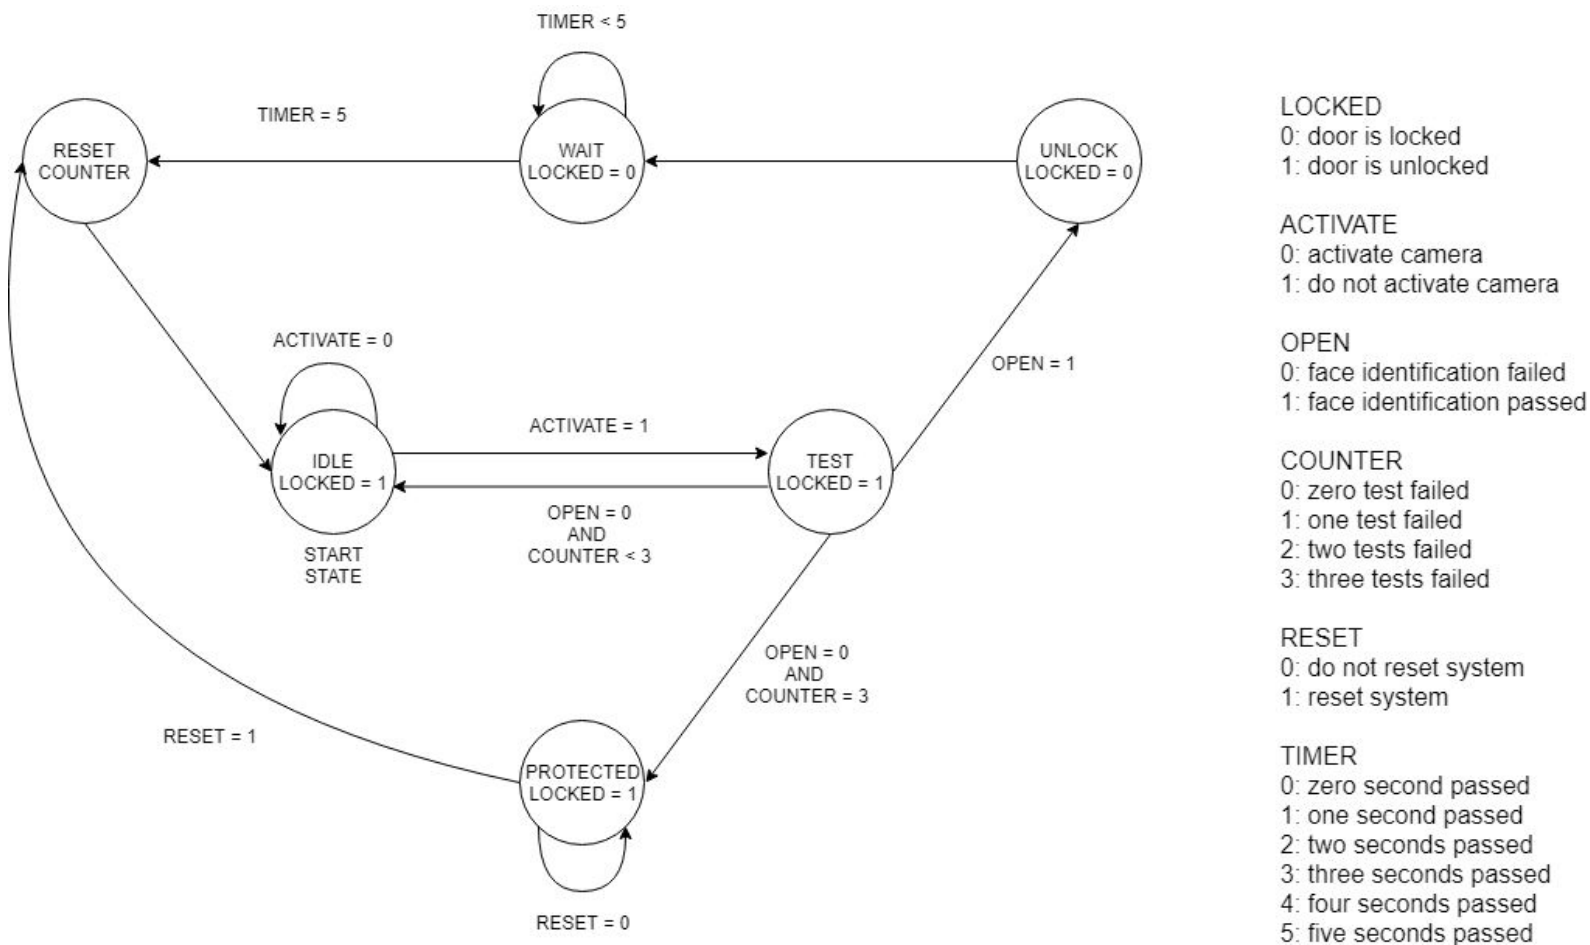 TIMER < 5
TIMER = 5
RESET
COUNTER
WAIT
LOCKED = 0
UNLOCK
LOCKED = 0
ACTIVATE = 0
OPEN = 1
ACTIVATE = 1
IDLE
LOCKED = 1
TEST
LOCKED = 1
OPEN = 0
AND
COUNTER < 3
START
STATE
OPEN = 0
AND
COUNTER = 3
RESET = 1
PROTECTED
LOCKED = 1
RESET = 0
LOCKED
0: door is locked
1: door is unlocked
ACTIVATE
0: activate camera
1: do not activate camera
OPEN
0: face identification failed
1: face identification passed
COUNTER
0: zero test failed
1: one test failed
2: two tests failed
3: three tests failed
RESET
0: do not reset system
1: reset system
TIMER
0: zero second passed
1: one second passed
2: two seconds passed
3: three seconds passed
4: four seconds passed
5: five seconds passed